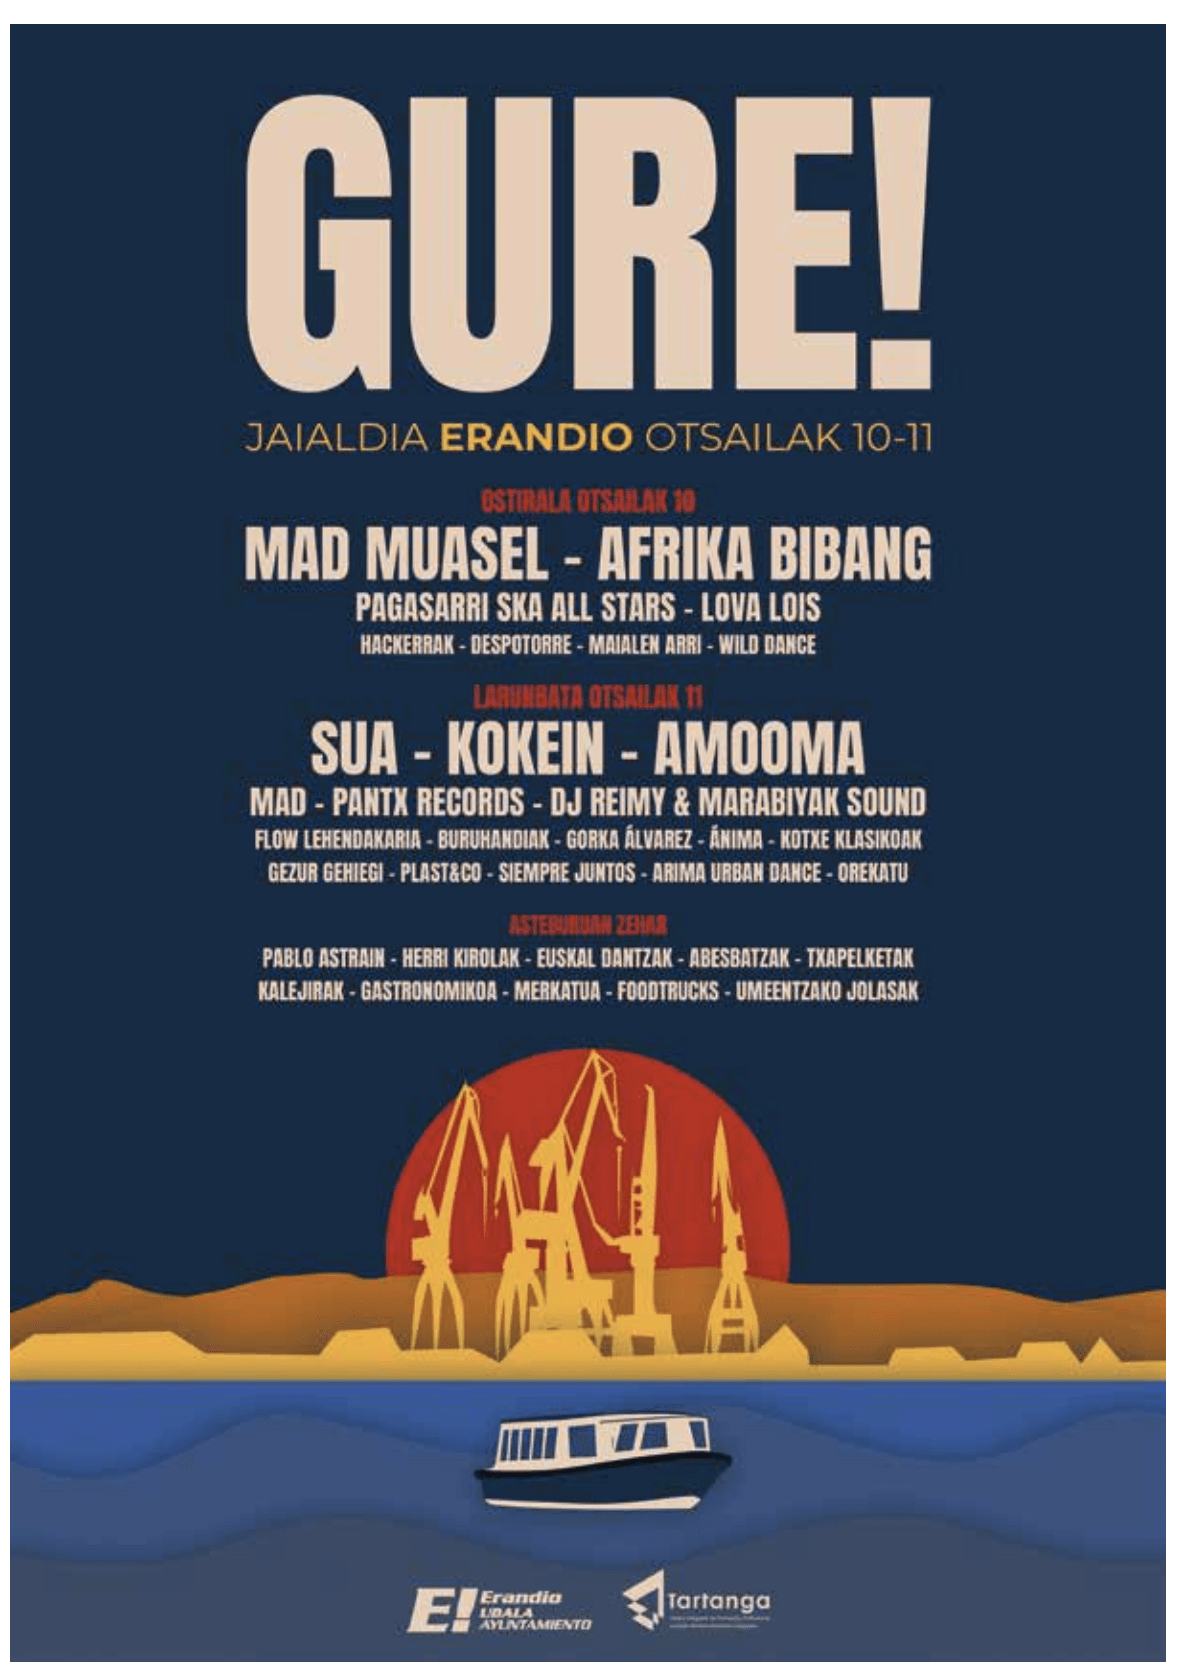 GURE!
JAIALDIA ERANDIO OTSAILAK 10-11
OSTIRALA OTSAILAK 10
MAD MUASEL - AFRIKA BIBANG
PAGASARRI SKA ALL STARS - LOVA LOIS
HACKERRAK - DESPOTORRE - MAIALEN ARRI - WILD DANCE
LARUNBATA OTSAILAK 11
SUA - KOKEIN - AMOOMA
MAD - PANTX RECORDS - DJ REIMY & MARABIYAK SOUND
FLOW LEHENDAKARIA - BURUHANDIAK - GORKA ÁLVAREZ - ÁNIMA - KOTXE KLASIKOAK
GEZUR GEHIEGI - PLAST&CO - SIEMPRE JUNTOS - ARIMA URBAN DANCE - OREKATU
ASTEBURUAN ZEHAR
PABLO ASTRAIN - HERRI KIROLAK - EUSKAL DANTZAK - ABESBATZAK - TXAPELKETAK
KALEJIRAK - GASTRONOMIKOA - MERKATUA - FOODTRUCKS - UMEENTZAKO JOLASAK
E! Erandio
UDALA
AYUNTAMIENTO
Tartanga